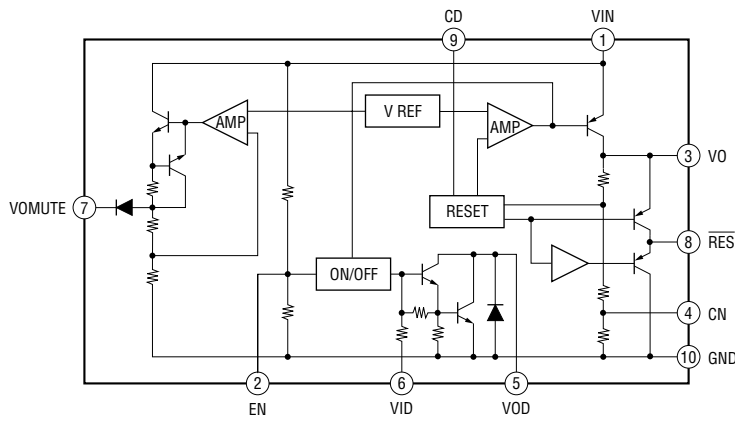 CD VIN
9 1
AMP V REF AMP
3 VO
VOMUTE 7
RESET
8 RES
ON/OFF
4 CN
10 GND
2 6 5
EN VID VOD